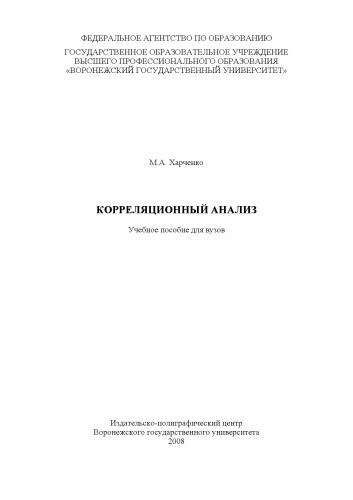 ФЕДЕРАЛЬНОЕ АГЕНТСТВО ПО ОБРАЗОВАНИЮ
ГОСУДАРСТВЕННОЕ ОБРАЗОВАТЕЛЬНОЕ УЧРЕЖДЕНИЕ
ВЫСШЕГО ПРОФЕССИОНАЛЬНОГО ОБРАЗОВАНИЯ
«ВОРОНЕЖСКИЙ ГОСУДАРСТВЕННЫЙ УНИВЕРСИТЕТ»
М.А. Харченко
КОРРЕЛЯЦИОННЫЙ АНАЛИЗ
Учебное пособие для вузов
Издательско-полиграфический центр
Воронежского государственного университета
2008